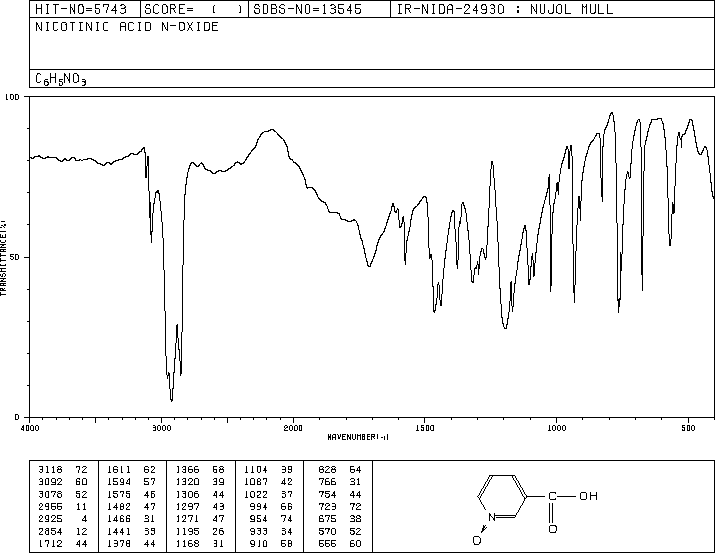 HIT-NO=5743 SCORE= ( ) SDBS-NO=13545 IR-NIDA-24930 : NUJOL MULL
NICOTINIC ACID N-OXIDE
C6H5NO3
100
50
0
TRANSMITTANCE(%)
4000 3000 2000 1500 1000 500
WAVENUMBER(-1)
3118 72 1611 62 1366 68 1104 39 828 64
3092 60 1594 57 1320 39 1087 42 766 31
3078 52 1575 46 1306 44 1022 37 754 44
2955 11 1482 47 1297 43 994 66 723 72
2925 4 1466 31 1271 47 954 74 675 38
2854 12 1441 39 1195 26 933 34 570 52
1712 44 1378 44 1168 31 910 58 555 60
C OH
N O
O